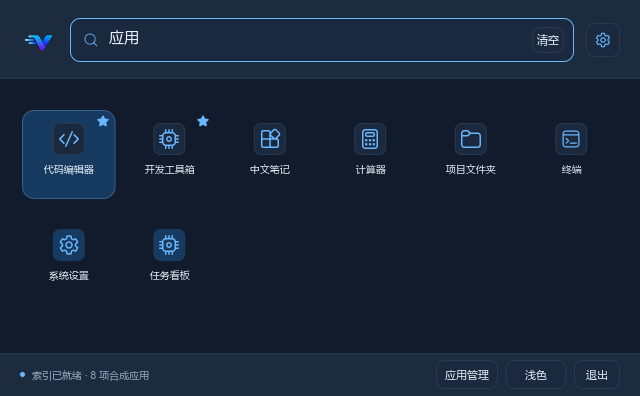 应用
清空
代码编辑器
开发工具箱
中文笔记
计算器
项目文件夹
终端
系统设置
任务看板
索引已就绪 · 8 项合成应用
应用管理
浅色
退出